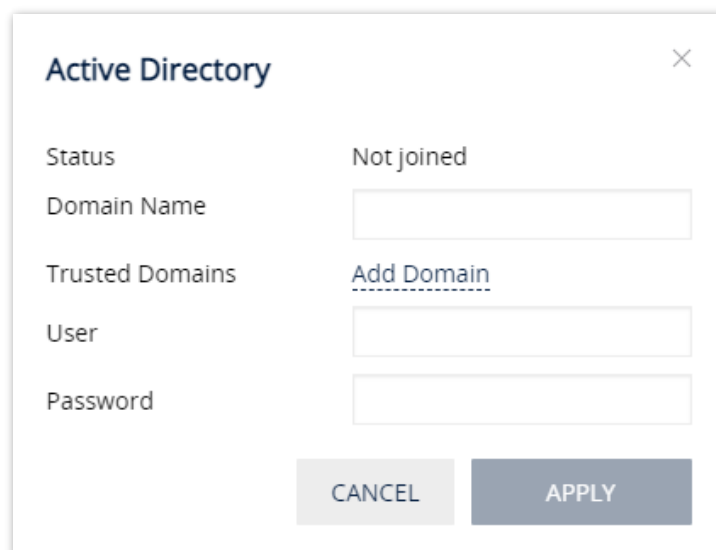 Active Directory
Status Not joined
Domain Name
Trusted Domains Add Domain
User
Password
CANCEL APPLY